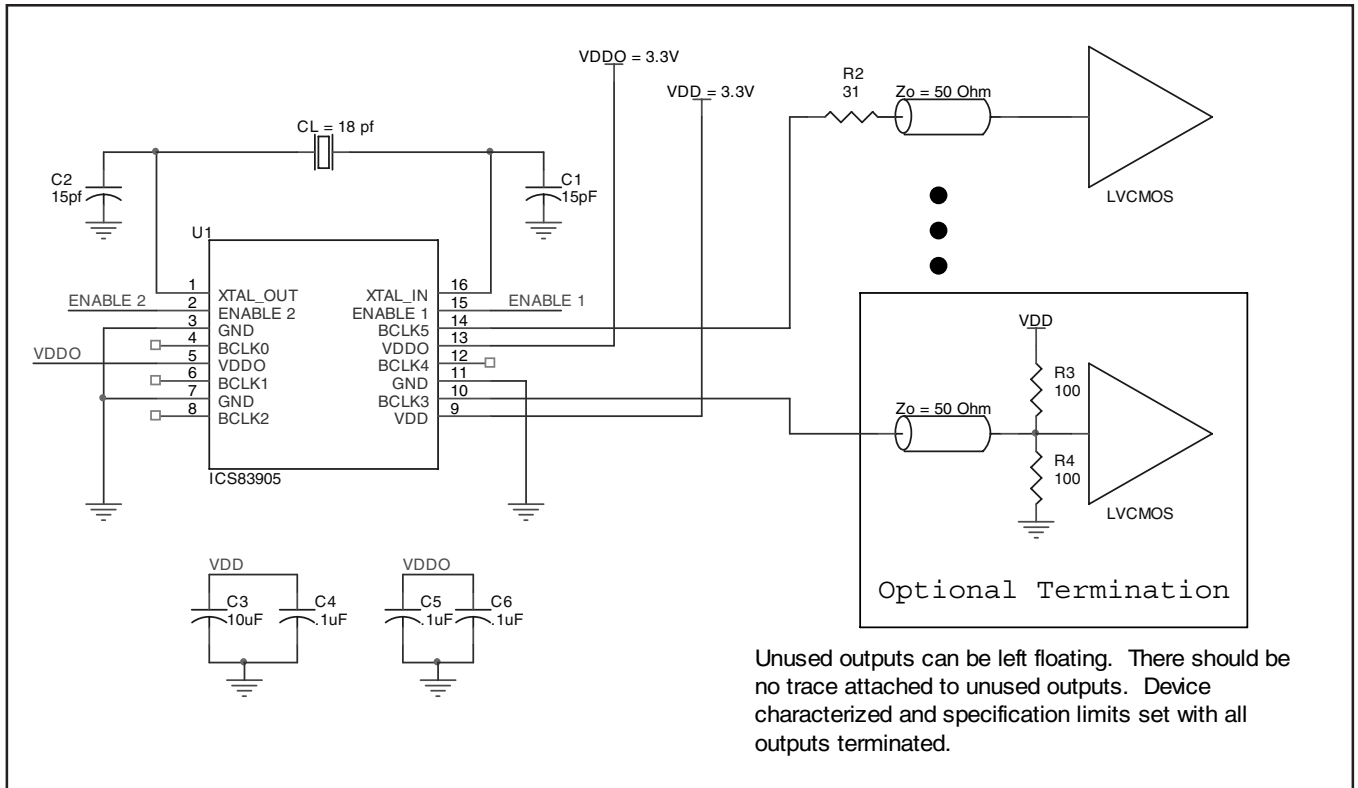 VDDO = 3.3V
VDD = 3.3V
R2
31
Zo = 50 Ohm
LVCMOS
CL = 18 pf
C2
15pf
C1
15pF
U1
1
XTAL_OUT
XTAL_IN
16
ENABLE 2
2
ENABLE 2
ENABLE 1
15
ENABLE 1
3
GND
BCLK5
14
4
BCLK0
VDDO
13
VDDO
5
VDDO
BCLK4
12
6
BCLK1
GND
11
7
GND
BCLK3
10
8
BCLK2
VDD
9
ICS83905
VDD
R3
100
Zo = 50 Ohm
R4
100
LVCMOS
Optional Termination
VDD
C3
10uF
C4
.1uF
VDDO
C5
.1uF
C6
.1uF
Unused outputs can be left floating. There should be
no trace attached to unused outputs. Device
characterized and specification limits set with all
outputs terminated.